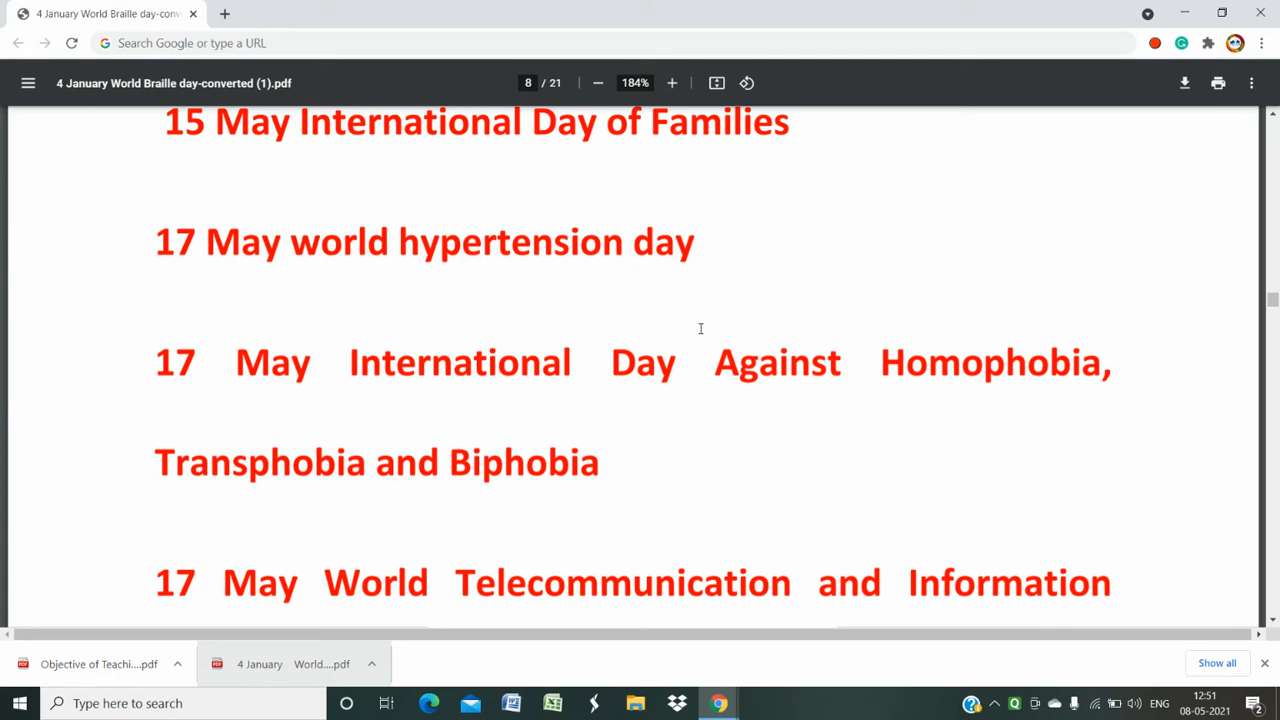 4 January World Braille day-conv
Search Google or type a URL
4 January World Braille day-converted (1).pdf
8 / 21
184%
15 May International Day of Families
17 May world hypertension day
17 May International Day Against Homophobia,
Transphobia and Biphobia
17 May World Telecommunication and Information
Objective of Teachi....pdf
4 January World....pdf
Show all
Type here to search
ENG
12:51
08-05-2021
2